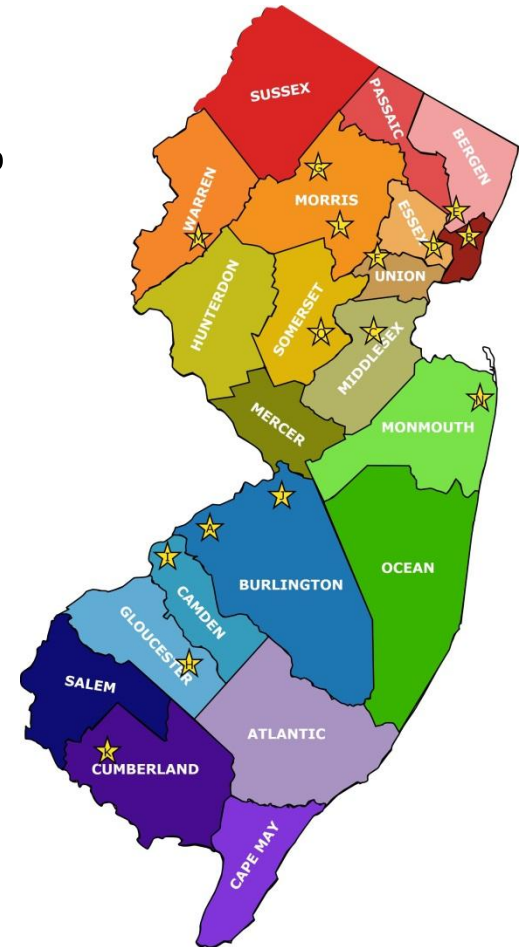 SUSSEX
PASSAIC
BERGEN
G
WARREN
MORRIS
L
ESSEX
E
B
D
M
F
UNION
HUNTERDON
SOMERSET
O
C
MIDDLESEX
N
MERCER
MONMOUTH
J
A
I
OCEAN
BURLINGTON
CAMDEN
GLOUCESTER
H
SALEM
ATLANTIC
K
CUMBERLAND
CAPE MAY